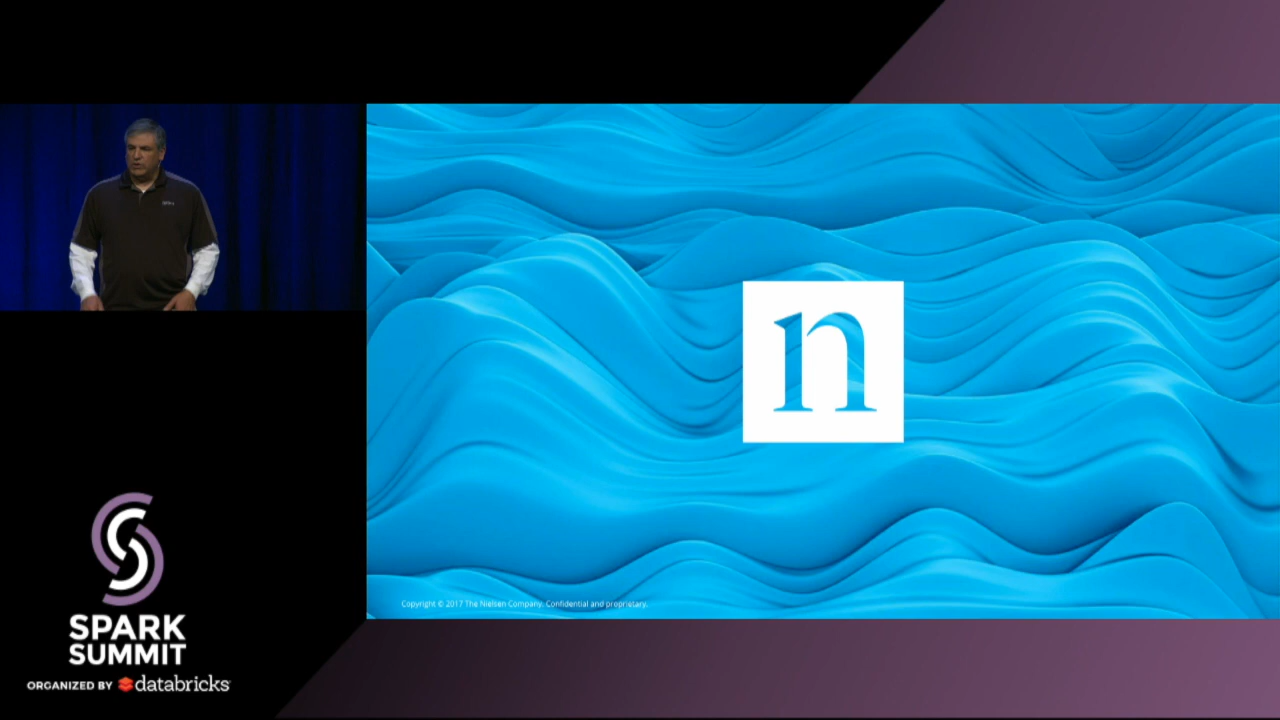 n
Copyright © 2017 The Nielsen Company. Confidential and proprietary.
SPARK
SUMMIT
ORGANIZED BY databricks